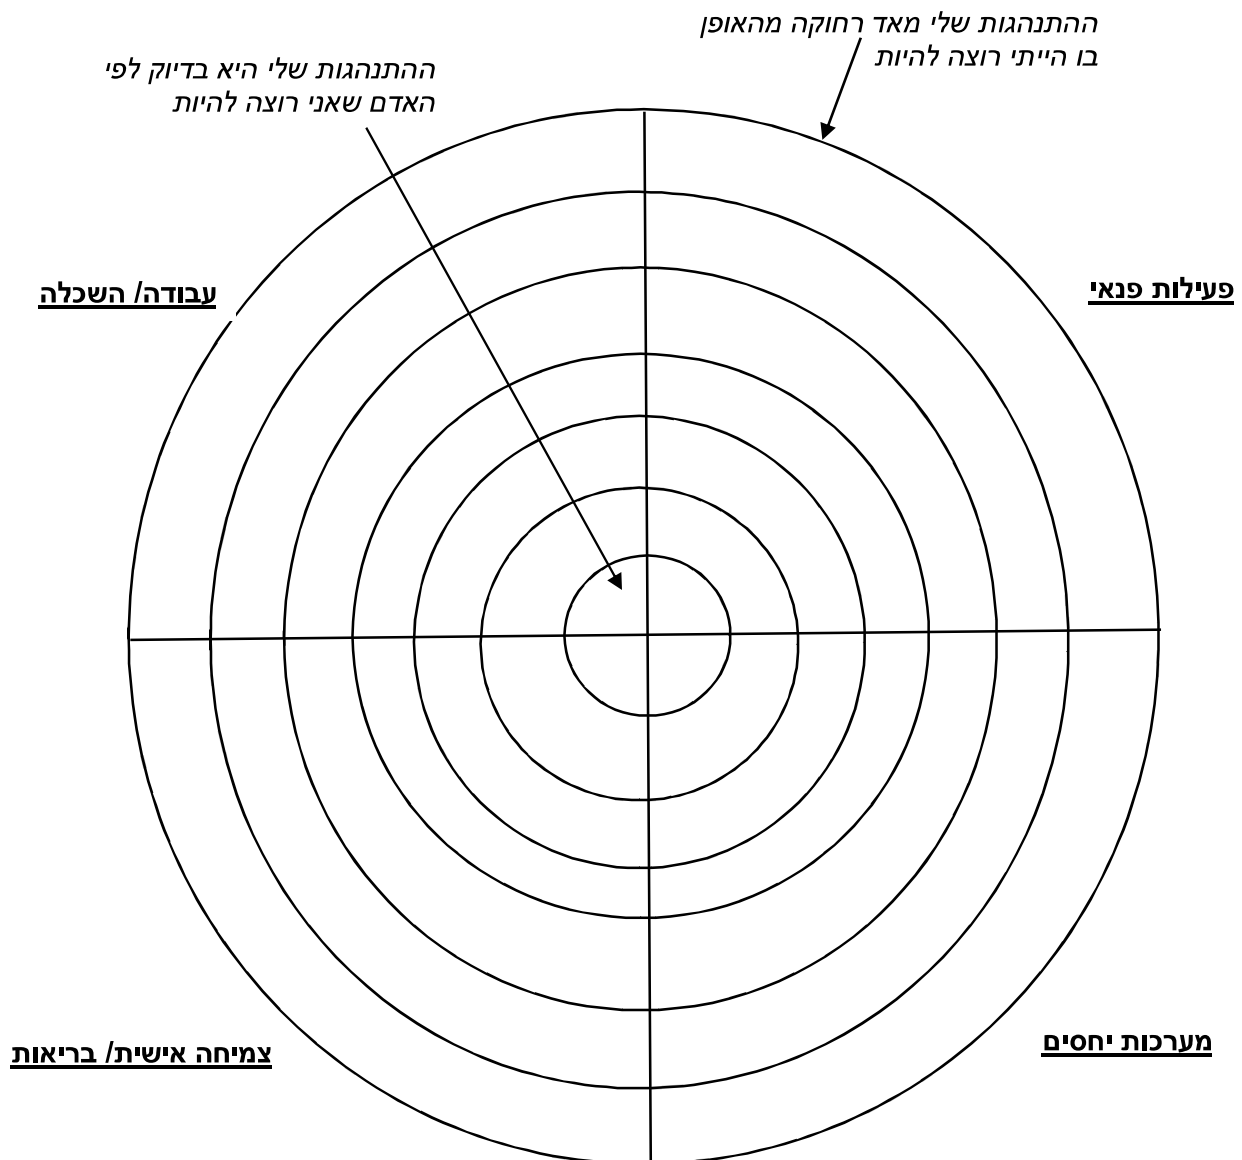 ההתנהגות שלי מאד רחוקה מהאופן
בו הייתי רוצה להיות
ההתנהגות שלי היא בדיוק לפי
האדם שאני רוצה להיות
פעילות פנאי
עבודה/ השכלה
מערכות יחסים
צמיחה אישית/ בריאות